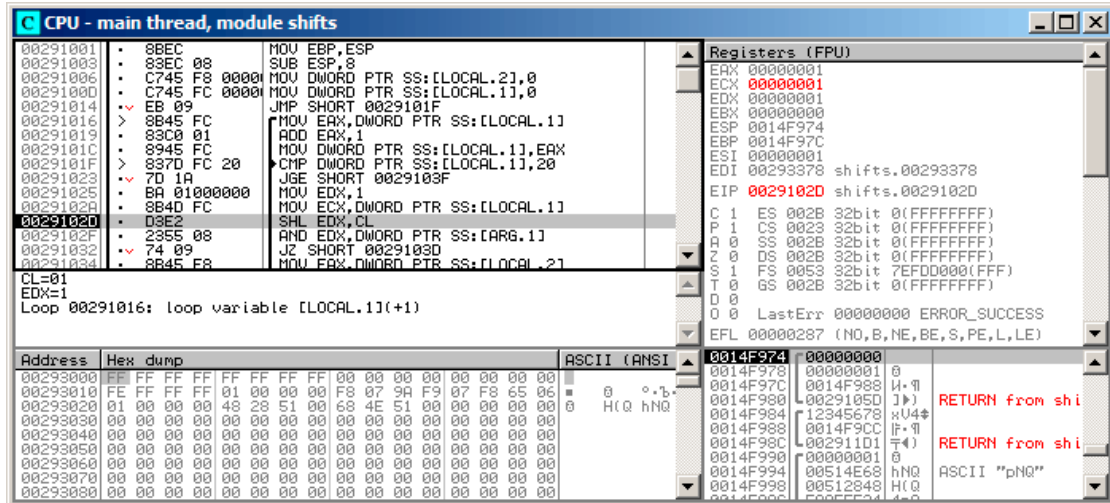 CPU - main thread, module shifts
00291001 8BEC MOV EBP,ESP
00291003 83EC 08 SUB ESP,8
00291006 C745 F8 0000 MOV DWORD PTR SS:[LOCAL.2],0
0029100D C745 FC 0000 MOV DWORD PTR SS:[LOCAL.1],0
00291014 EB 09 JMP SHORT 0029101F
00291016 > 8B45 FC MOV EAX,DWORD PTR SS:[LOCAL.1]
00291019 83C0 01 ADD EAX,1
0029101C 8945 FC MOV DWORD PTR SS:[LOCAL.1],EAX
0029101F > 837D FC 20 CMP DWORD PTR SS:[LOCAL.1],20
00291023 7D 1A JGE SHORT 0029103F
00291025 BA 01000000 MOV EDX,1
0029102A 8B4D FC MOV ECX,DWORD PTR SS:[LOCAL.1]
0029102D D3E2 SHL EDX,CL
0029102F 2355 08 AND EDX,DWORD PTR SS:[ARG.1]
00291032 74 09 JZ SHORT 0029103D
00291034 8B45 F8 MOV EAX,DWORD PTR SS:[LOCAL.2]
CL=01
EDX=1
Loop 00291016: loop variable [LOCAL.1](+1)
Registers (FPU)
EAX 00000001
ECX 00000001
EDX 00000001
EBX 00000000
ESP 0014F974
EBP 0014F97C
ESI 00000001
EDI 00293378 shifts.00293378
EIP 0029102D shifts.0029102D
C 1 ES 002B 32bit 0(FFFFFFFF)
P 1 CS 0023 32bit 0(FFFFFFFF)
A 0 SS 002B 32bit 0(FFFFFFFF)
Z 0 DS 002B 32bit 0(FFFFFFFF)
S 1 FS 0053 32bit 7EFDD000(FFF)
T 0 GS 002B 32bit 0(FFFFFFFF)
D 0
O 0 LastErr 00000000 ERROR_SUCCESS
EFL 00000287 (NO,B,NE,BE,S,PE,L,LE)
Address Hex dump ASCII (ANSI
00293000 FF FF FF FF FF FF FF FF 00 00 00 00 00 00 00 00
00293010 FE FF FF FF 01 00 00 00 F8 07 9A F9 07 F8 65 06
00293020 01 00 00 00 48 28 51 00 68 4E 51 00 00 00 00 00 H(Q hNQ
00293030 00 00 00 00 00 00 00 00 00 00 00 00 00 00 00 00
00293040 00 00 00 00 00 00 00 00 00 00 00 00 00 00 00 00
00293050 00 00 00 00 00 00 00 00 00 00 00 00 00 00 00 00
00293060 00 00 00 00 00 00 00 00 00 00 00 00 00 00 00 00
00293070 00 00 00 00 00 00 00 00 00 00 00 00 00 00 00 00
00293080 00 00 00 00 00 00 00 00 00 00 00 00 00 00 00 00
0014F974 00000000
0014F978 00000001
0014F97C 0014F988
0014F980 0029105D RETURN from shi
0014F984 12345678 xV4
0014F988 0014F9CC
0014F98C 002911D1 RETURN from shi
0014F990 00000001
0014F994 00514E68 hNQ ASCII "pNQ"
0014F998 00512848 H(Q